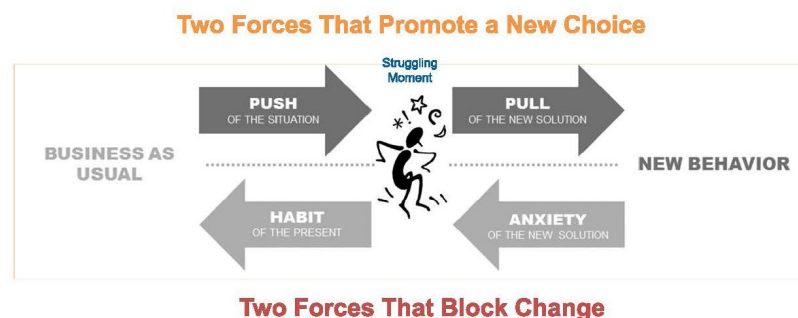 Two Forces That Promote a New Choice
Struggling
Moment
PUSH
OF THE SITUATION
PULL
OF THE NEW SOLUTION
BUSINESS AS
USUAL
NEW BEHAVIOR
HABIT
OF THE PRESENT
ANXIETY
OF THE NEW SOLUTION
Two Forces That Block Change